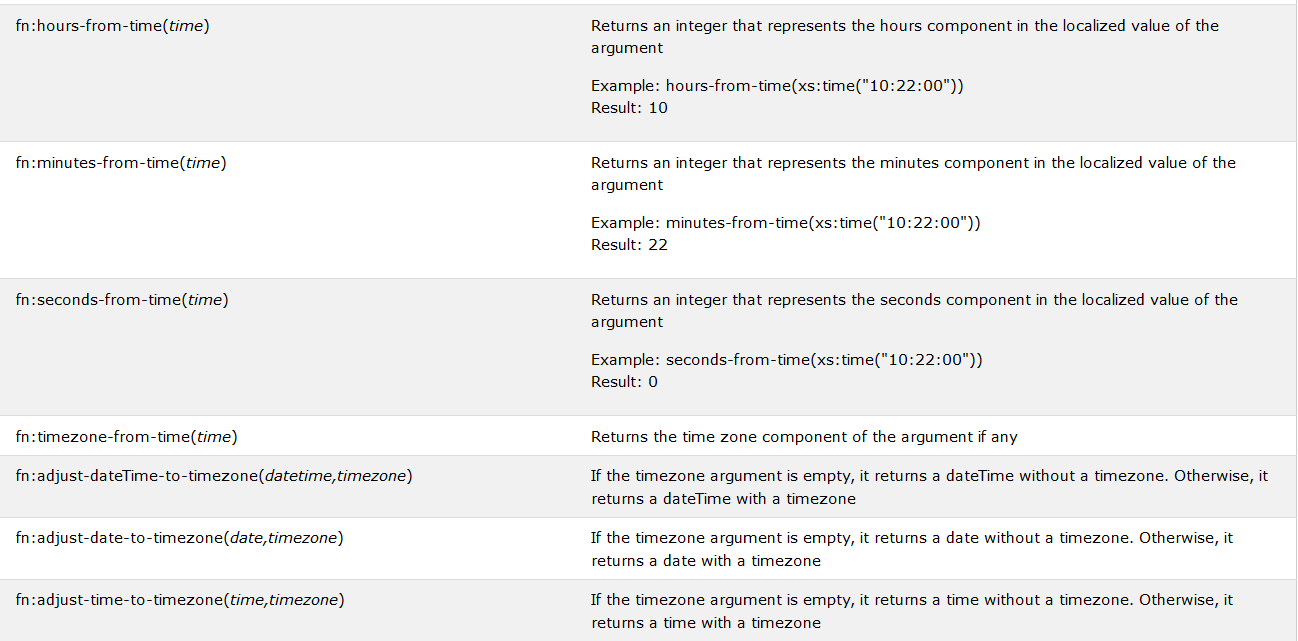 fn:hours-from-time(time)
Returns an integer that represents the hours component in the localized value of the
argument
Example: hours-from-time(xs:time("10:22:00"))
Result: 10
fn:minutes-from-time(time)
Returns an integer that represents the minutes component in the localized value of the
argument
Example: minutes-from-time(xs:time("10:22:00"))
Result: 22
fn:seconds-from-time(time)
Returns an integer that represents the seconds component in the localized value of the
argument
Example: seconds-from-time(xs:time("10:22:00"))
Result: 0
fn:timezone-from-time(time)
Returns the time zone component of the argument if any
fn:adjust-dateTime-to-timezone(datetime,timezone)
If the timezone argument is empty, it returns a dateTime without a timezone. Otherwise, it
returns a dateTime with a timezone
fn:adjust-date-to-timezone(date,timezone)
If the timezone argument is empty, it returns a date without a timezone. Otherwise, it
returns a date with a timezone
fn:adjust-time-to-timezone(time,timezone)
If the timezone argument is empty, it returns a time without a timezone. Otherwise, it
returns a time with a timezone